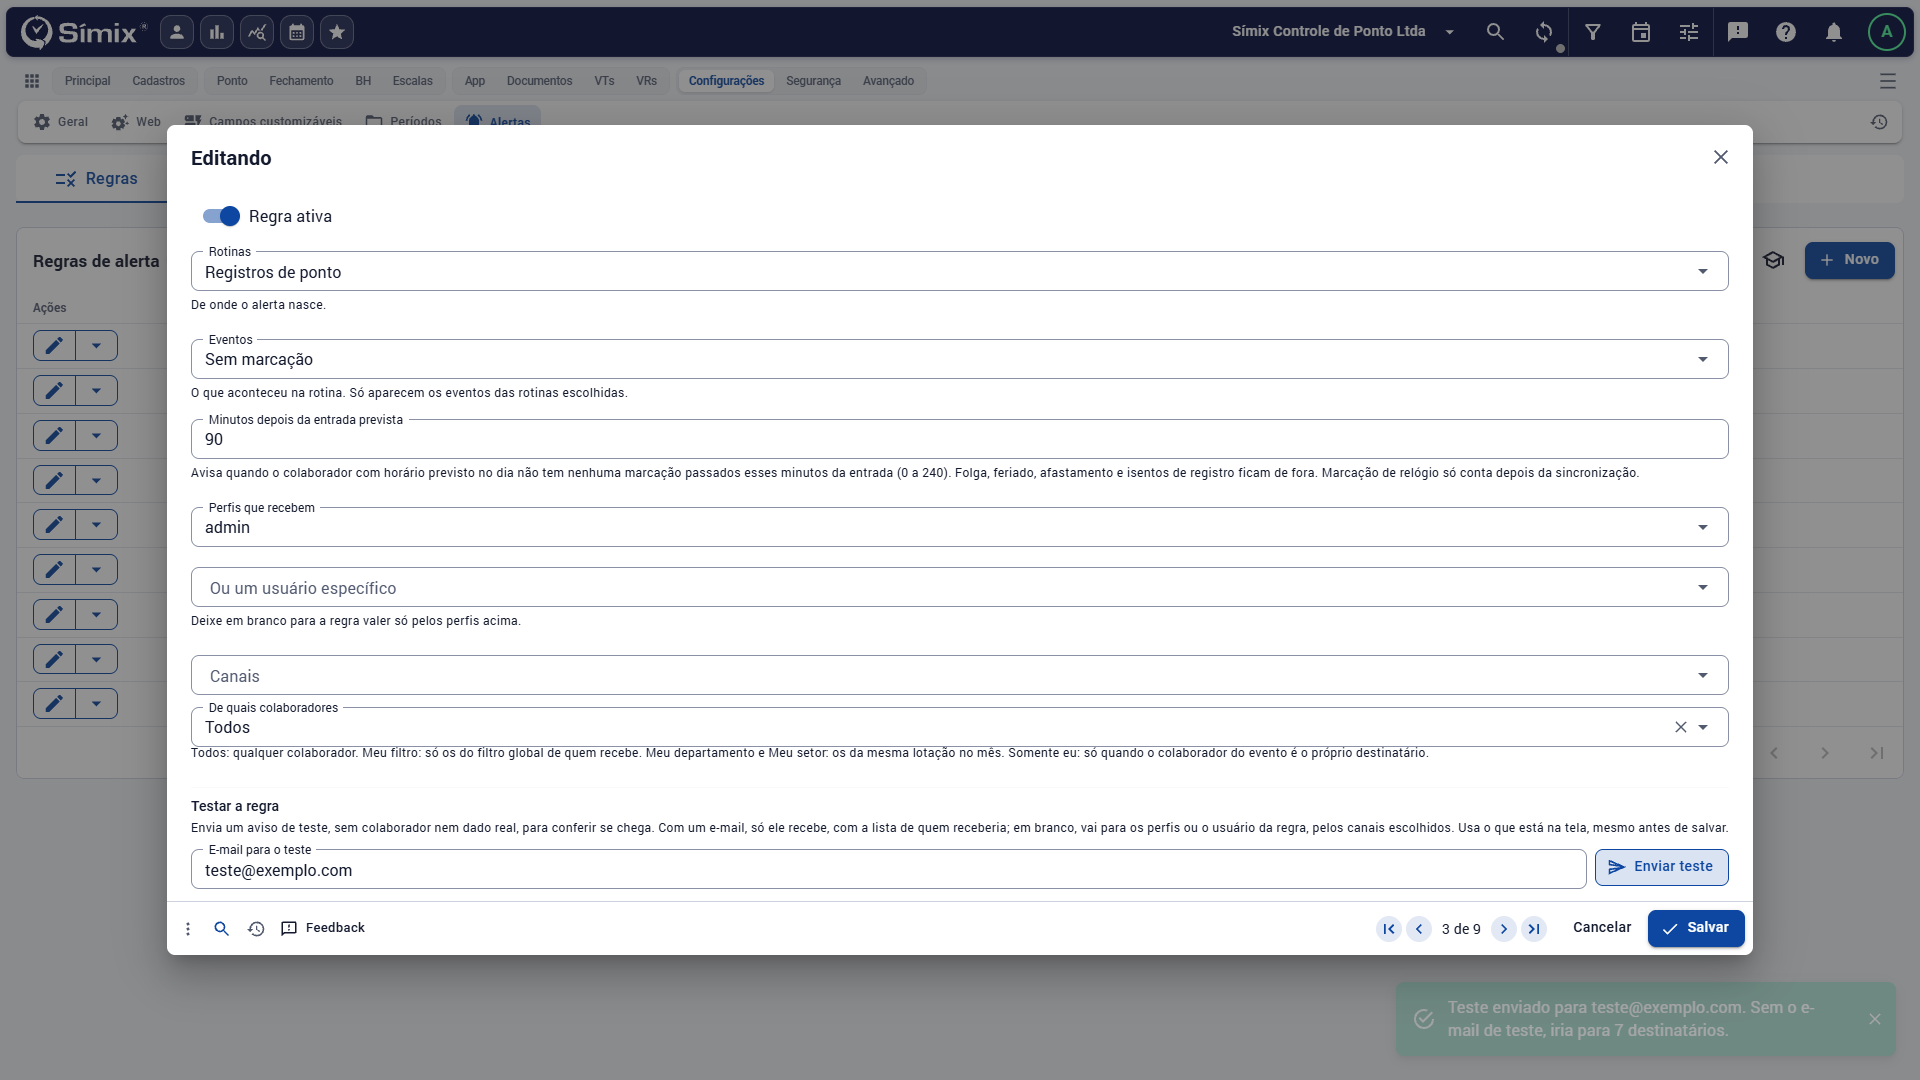 Símix
Símix Controle de Ponto Ltda
A
Principal Cadastros Ponto Fechamento BH Escalas App Documentos VTs VRs Configurações Segurança Avançado
Geral Web Campos customizáveis Períodos Alertas
Regras
Regras de alerta
Novo
Ações
Editando
Regra ativa
Rotinas
Registros de ponto
De onde o alerta nasce.
Eventos
Sem marcação
O que aconteceu na rotina. Só aparecem os eventos das rotinas escolhidas.
Minutos depois da entrada prevista
90
Avisa quando o colaborador com horário previsto no dia não tem nenhuma marcação passados esses minutos da entrada (0 a 240). Folga, feriado, afastamento e isentos de registro ficam de fora. Marcação de relógio só conta depois da sincronização.
Perfis que recebem
admin
Ou um usuário específico
Deixe em branco para a regra valer só pelos perfis acima.
Canais
De quais colaboradores
Todos
Todos: qualquer colaborador. Meu filtro: só os do filtro global de quem recebe. Meu departamento e Meu setor: os da mesma lotação no mês. Somente eu: só quando o colaborador do evento é o próprio destinatário.
Testar a regra
Envia um aviso de teste, sem colaborador nem dado real, para conferir se chega. Com um e-mail, só ele recebe, com a lista de quem receberia; em branco, vai para os perfis ou o usuário da regra, pelos canais escolhidos. Usa o que está na tela, mesmo antes de salvar.
E-mail para o teste
teste@exemplo.com
Enviar teste
Feedback
3 de 9
Cancelar
Salvar
Teste enviado para teste@exemplo.com. Sem o e-
mail de teste, iria para 7 destinatários.